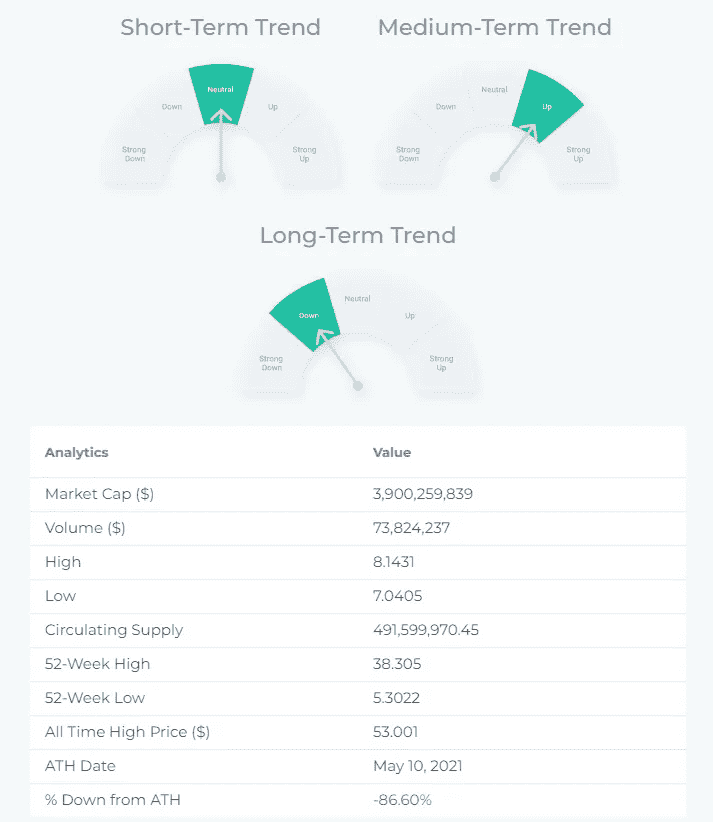 Short-Term Trend
Strong
Down
Down
Neutral
Up
Strong
Up
Medium-Term Trend
Strong
Down
Down
Neutral
Up
Strong
Up
Long-Term Trend
Strong
Down
Down
Neutral
Up
Strong
Up
Analytics Value
Market Cap ($) 3,900,259,839
Volume ($) 73,824,237
High 8.1431
Low 7.0405
Circulating Supply 491,599,970.45
52-Week High 38.305
52-Week Low 5.3022
All Time High Price ($) 53.001
ATH Date May 10, 2021
% Down from ATH -86.60%